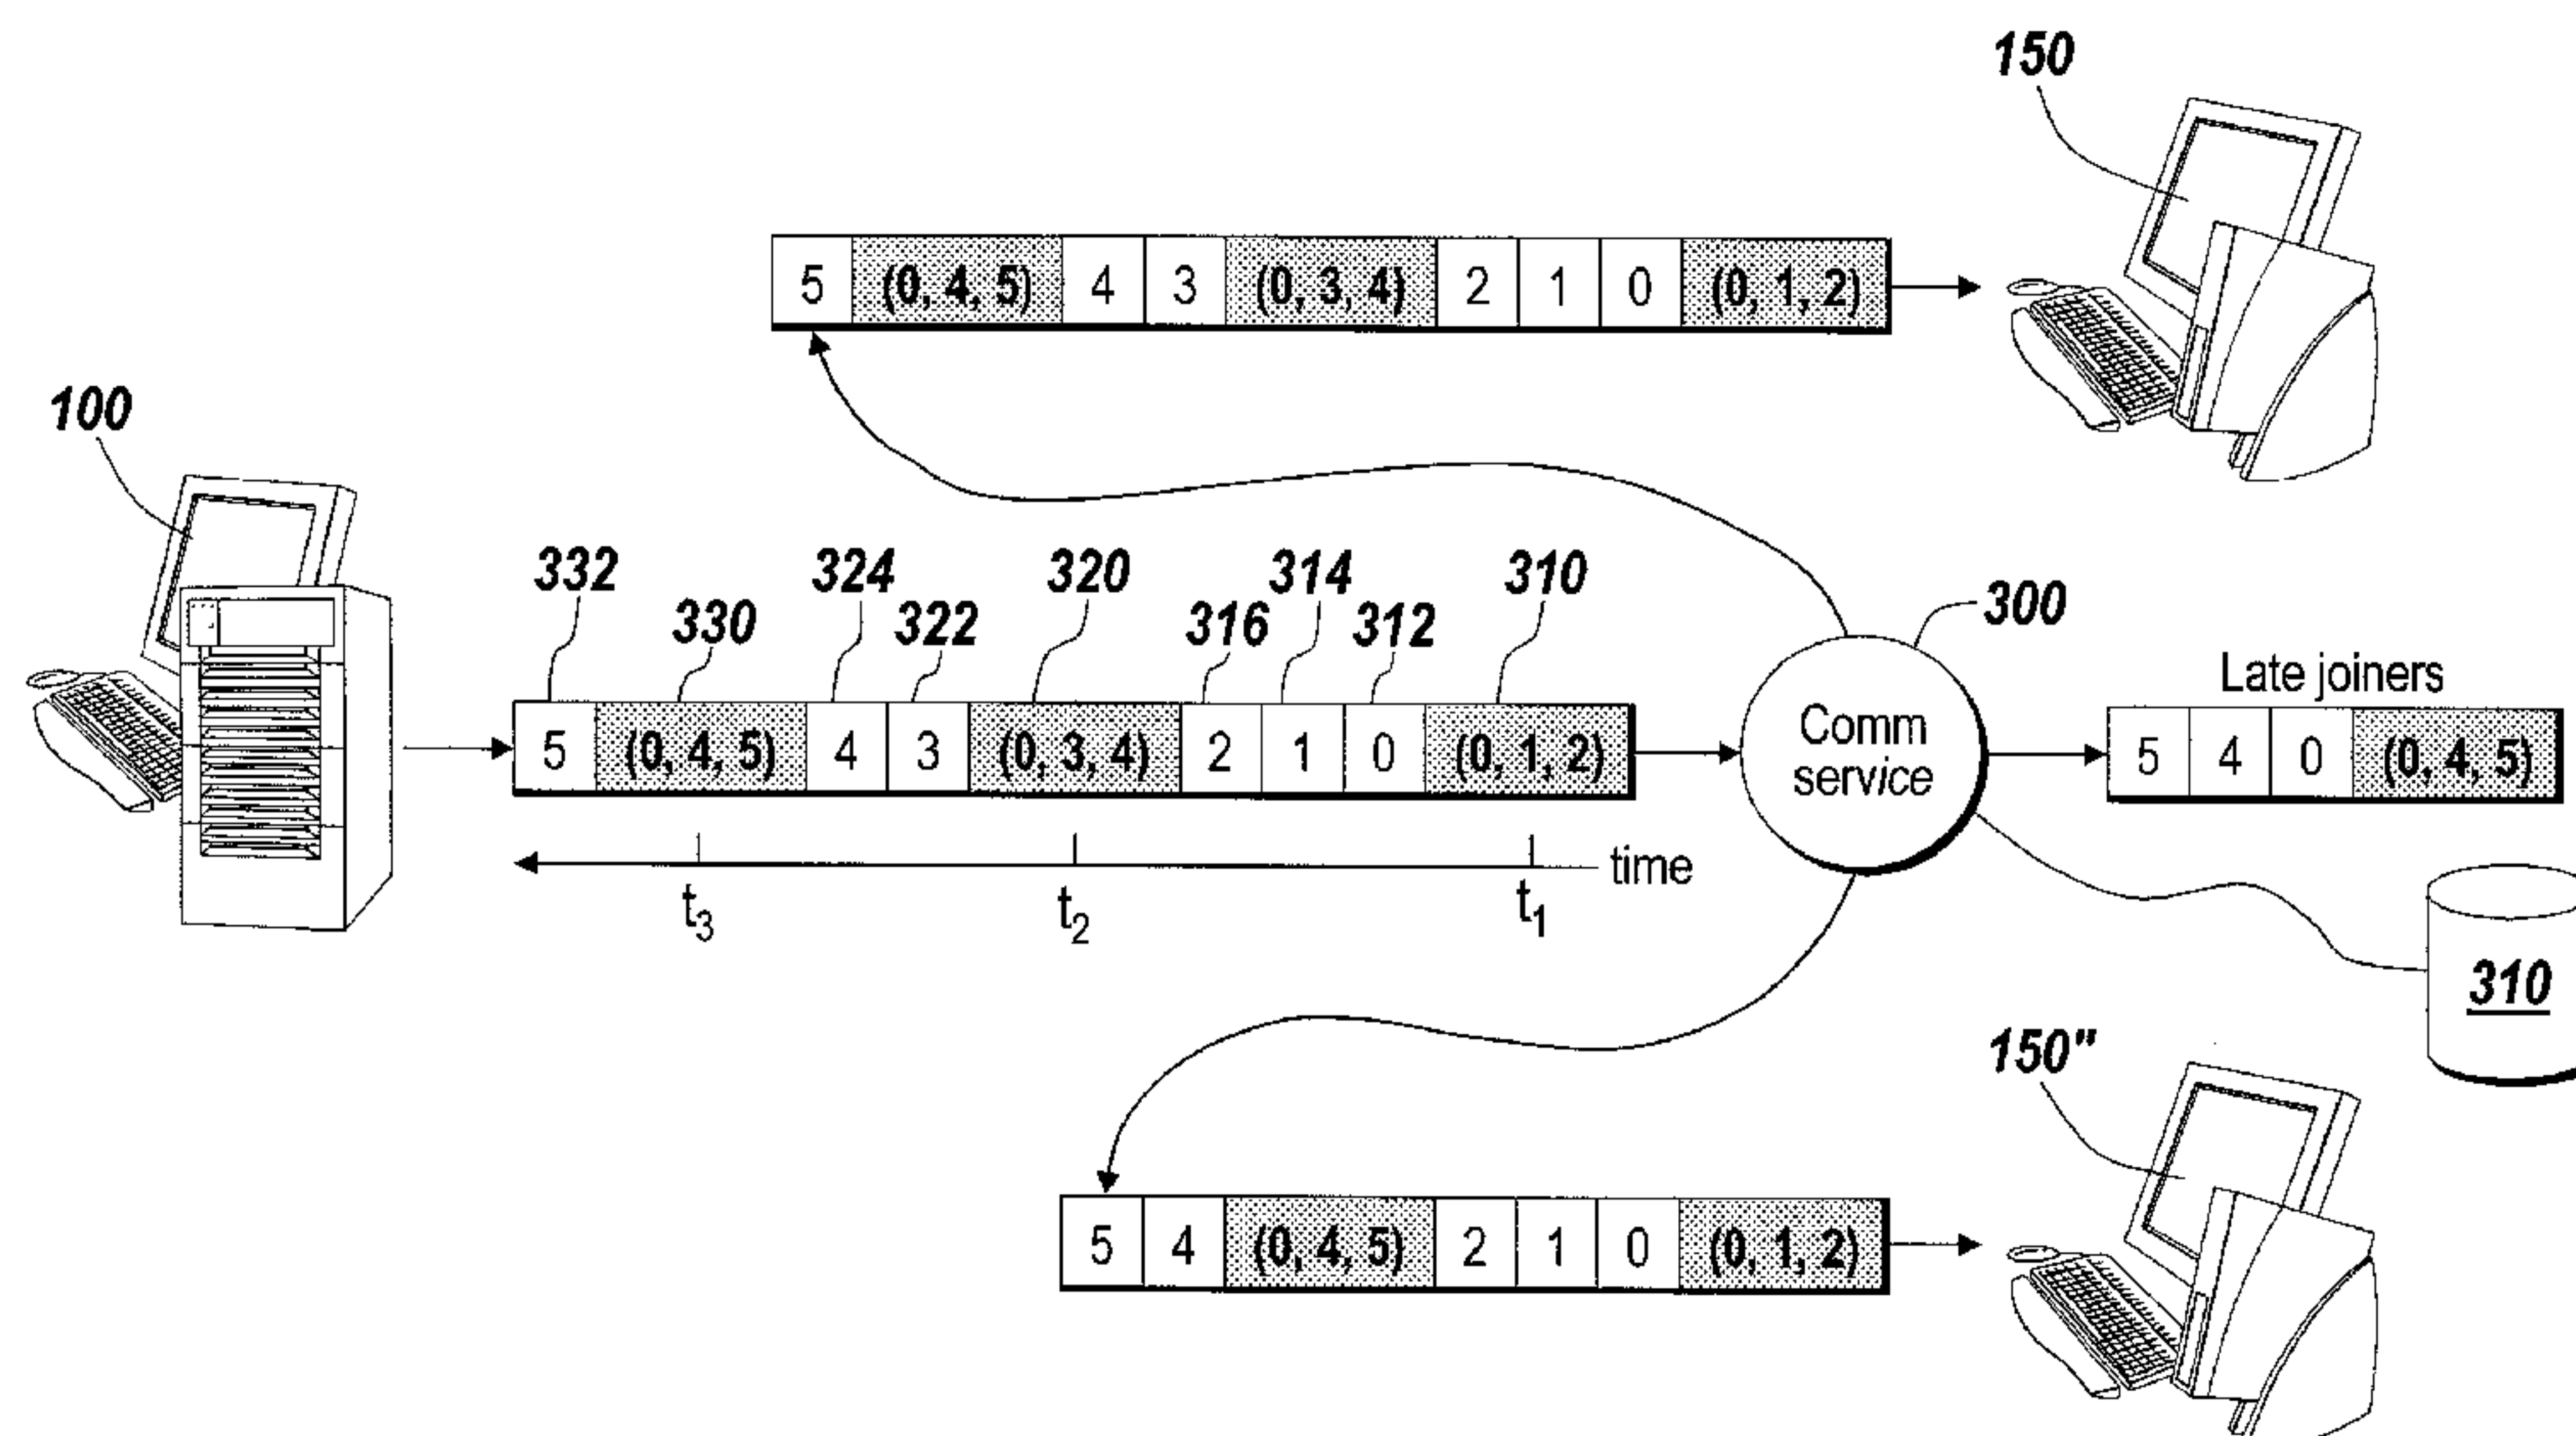 150
5 (0, 4, 5) 4 3 (0, 3, 4) 2 1 0 (0, 1, 2)
100
332 324 320 314 310
330 322 316 312 300
Late joiners
5 (0, 4, 5) 4 3 (0, 3, 4) 2 1 0 (0, 1, 2)
Comm
service
5 4 0 (0, 4, 5)
time
t3 t2 t1
310
150"
5 4 (0, 4, 5) 2 1 0 (0, 1, 2)